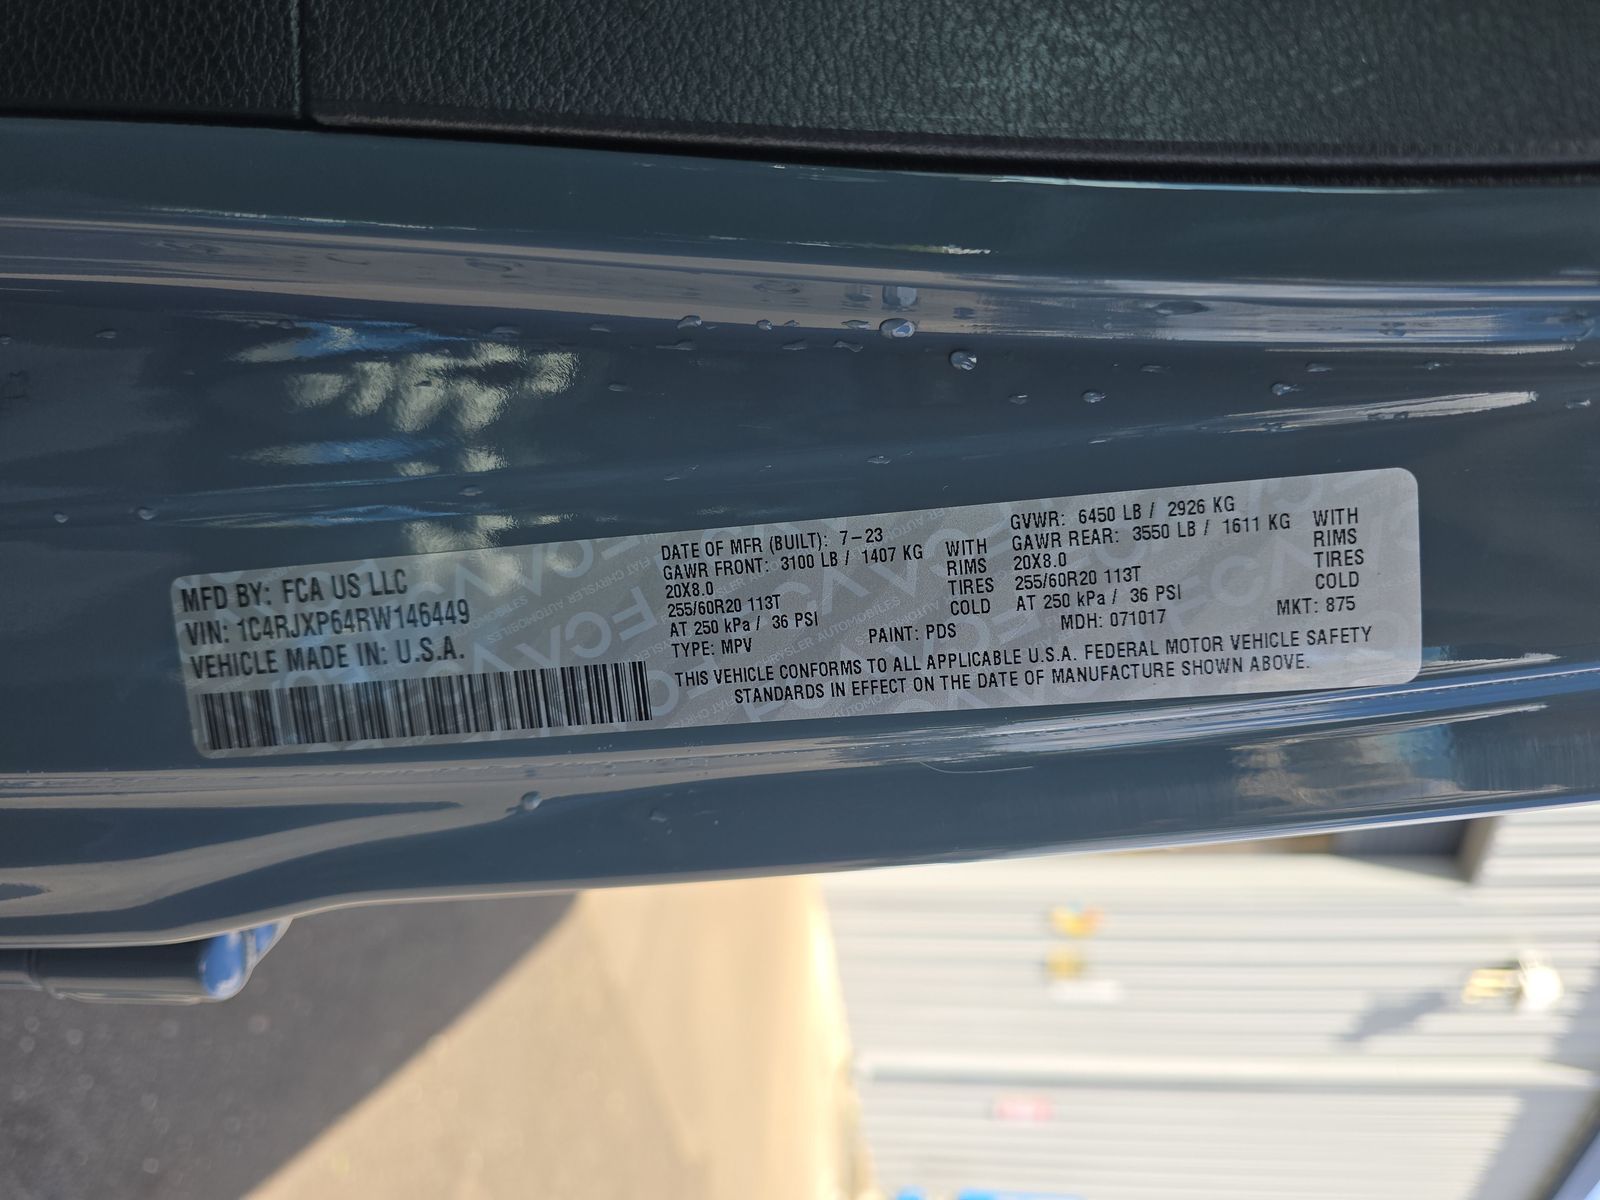 MFD BY: FCA US LLC
VIN: 1C4RJXP64RW146449
VEHICLE MADE IN: U.S.A.
DATE OF MFR (BUILT): 7-23
GAWR FRONT: 3100 LB / 1407 KG WITH
20X8.0 RIMS
255/60R20 113T TIRES
AT 250 kPa / 36 PSI COLD
TYPE: MPV
PAINT: PDS
GVWR: 6450 LB / 2926 KG
GAWR REAR: 3550 LB / 1611 KG WITH
20X8.0 RIMS
255/60R20 113T TIRES
AT 250 kPa / 36 PSI COLD
MDH: 071017
MKT: 875
THIS VEHICLE CONFORMS TO ALL APPLICABLE U.S.A. FEDERAL MOTOR VEHICLE SAFETY
STANDARDS IN EFFECT ON THE DATE OF MANUFACTURE SHOWN ABOVE.